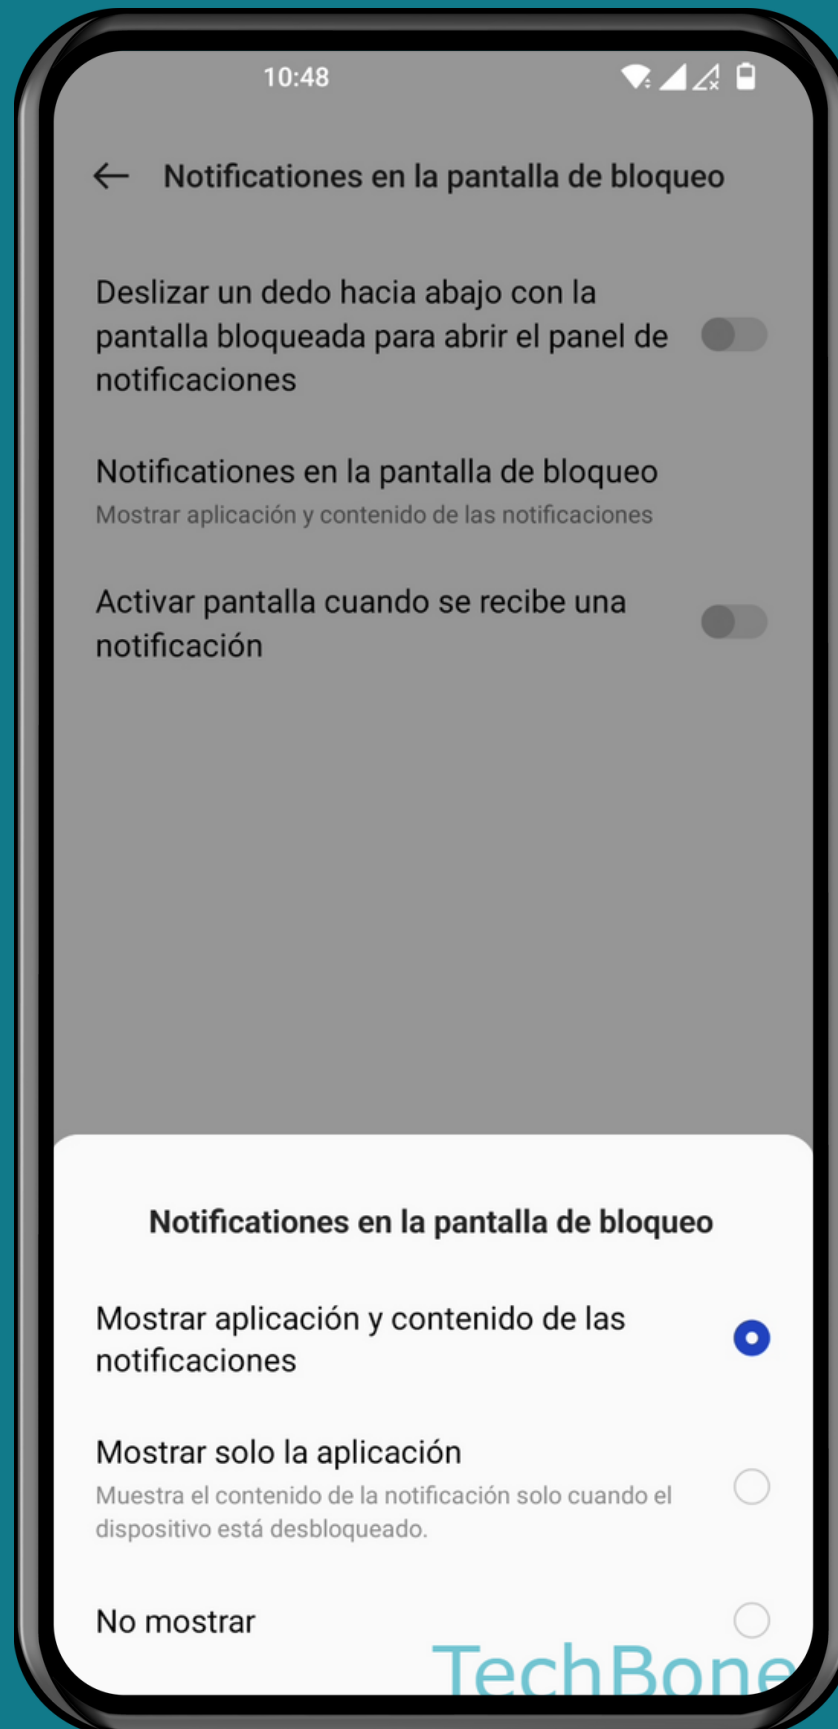 10:48
Notificationes en la pantalla de bloqueo
Deslizar un dedo hacia abajo con la
pantalla bloqueada para abrir el panel de
notificaciones
Notificationes en la pantalla de bloqueo
Mostrar aplicación y contenido de las notificaciones
Activar pantalla cuando se recibe una
notificación
Notificationes en la pantalla de bloqueo
Mostrar aplicación y contenido de las
notificaciones
Mostrar solo la aplicación
Muestra el contenido de la notificación solo cuando el
dispositivo está desbloqueado.
No mostrar
TechBone